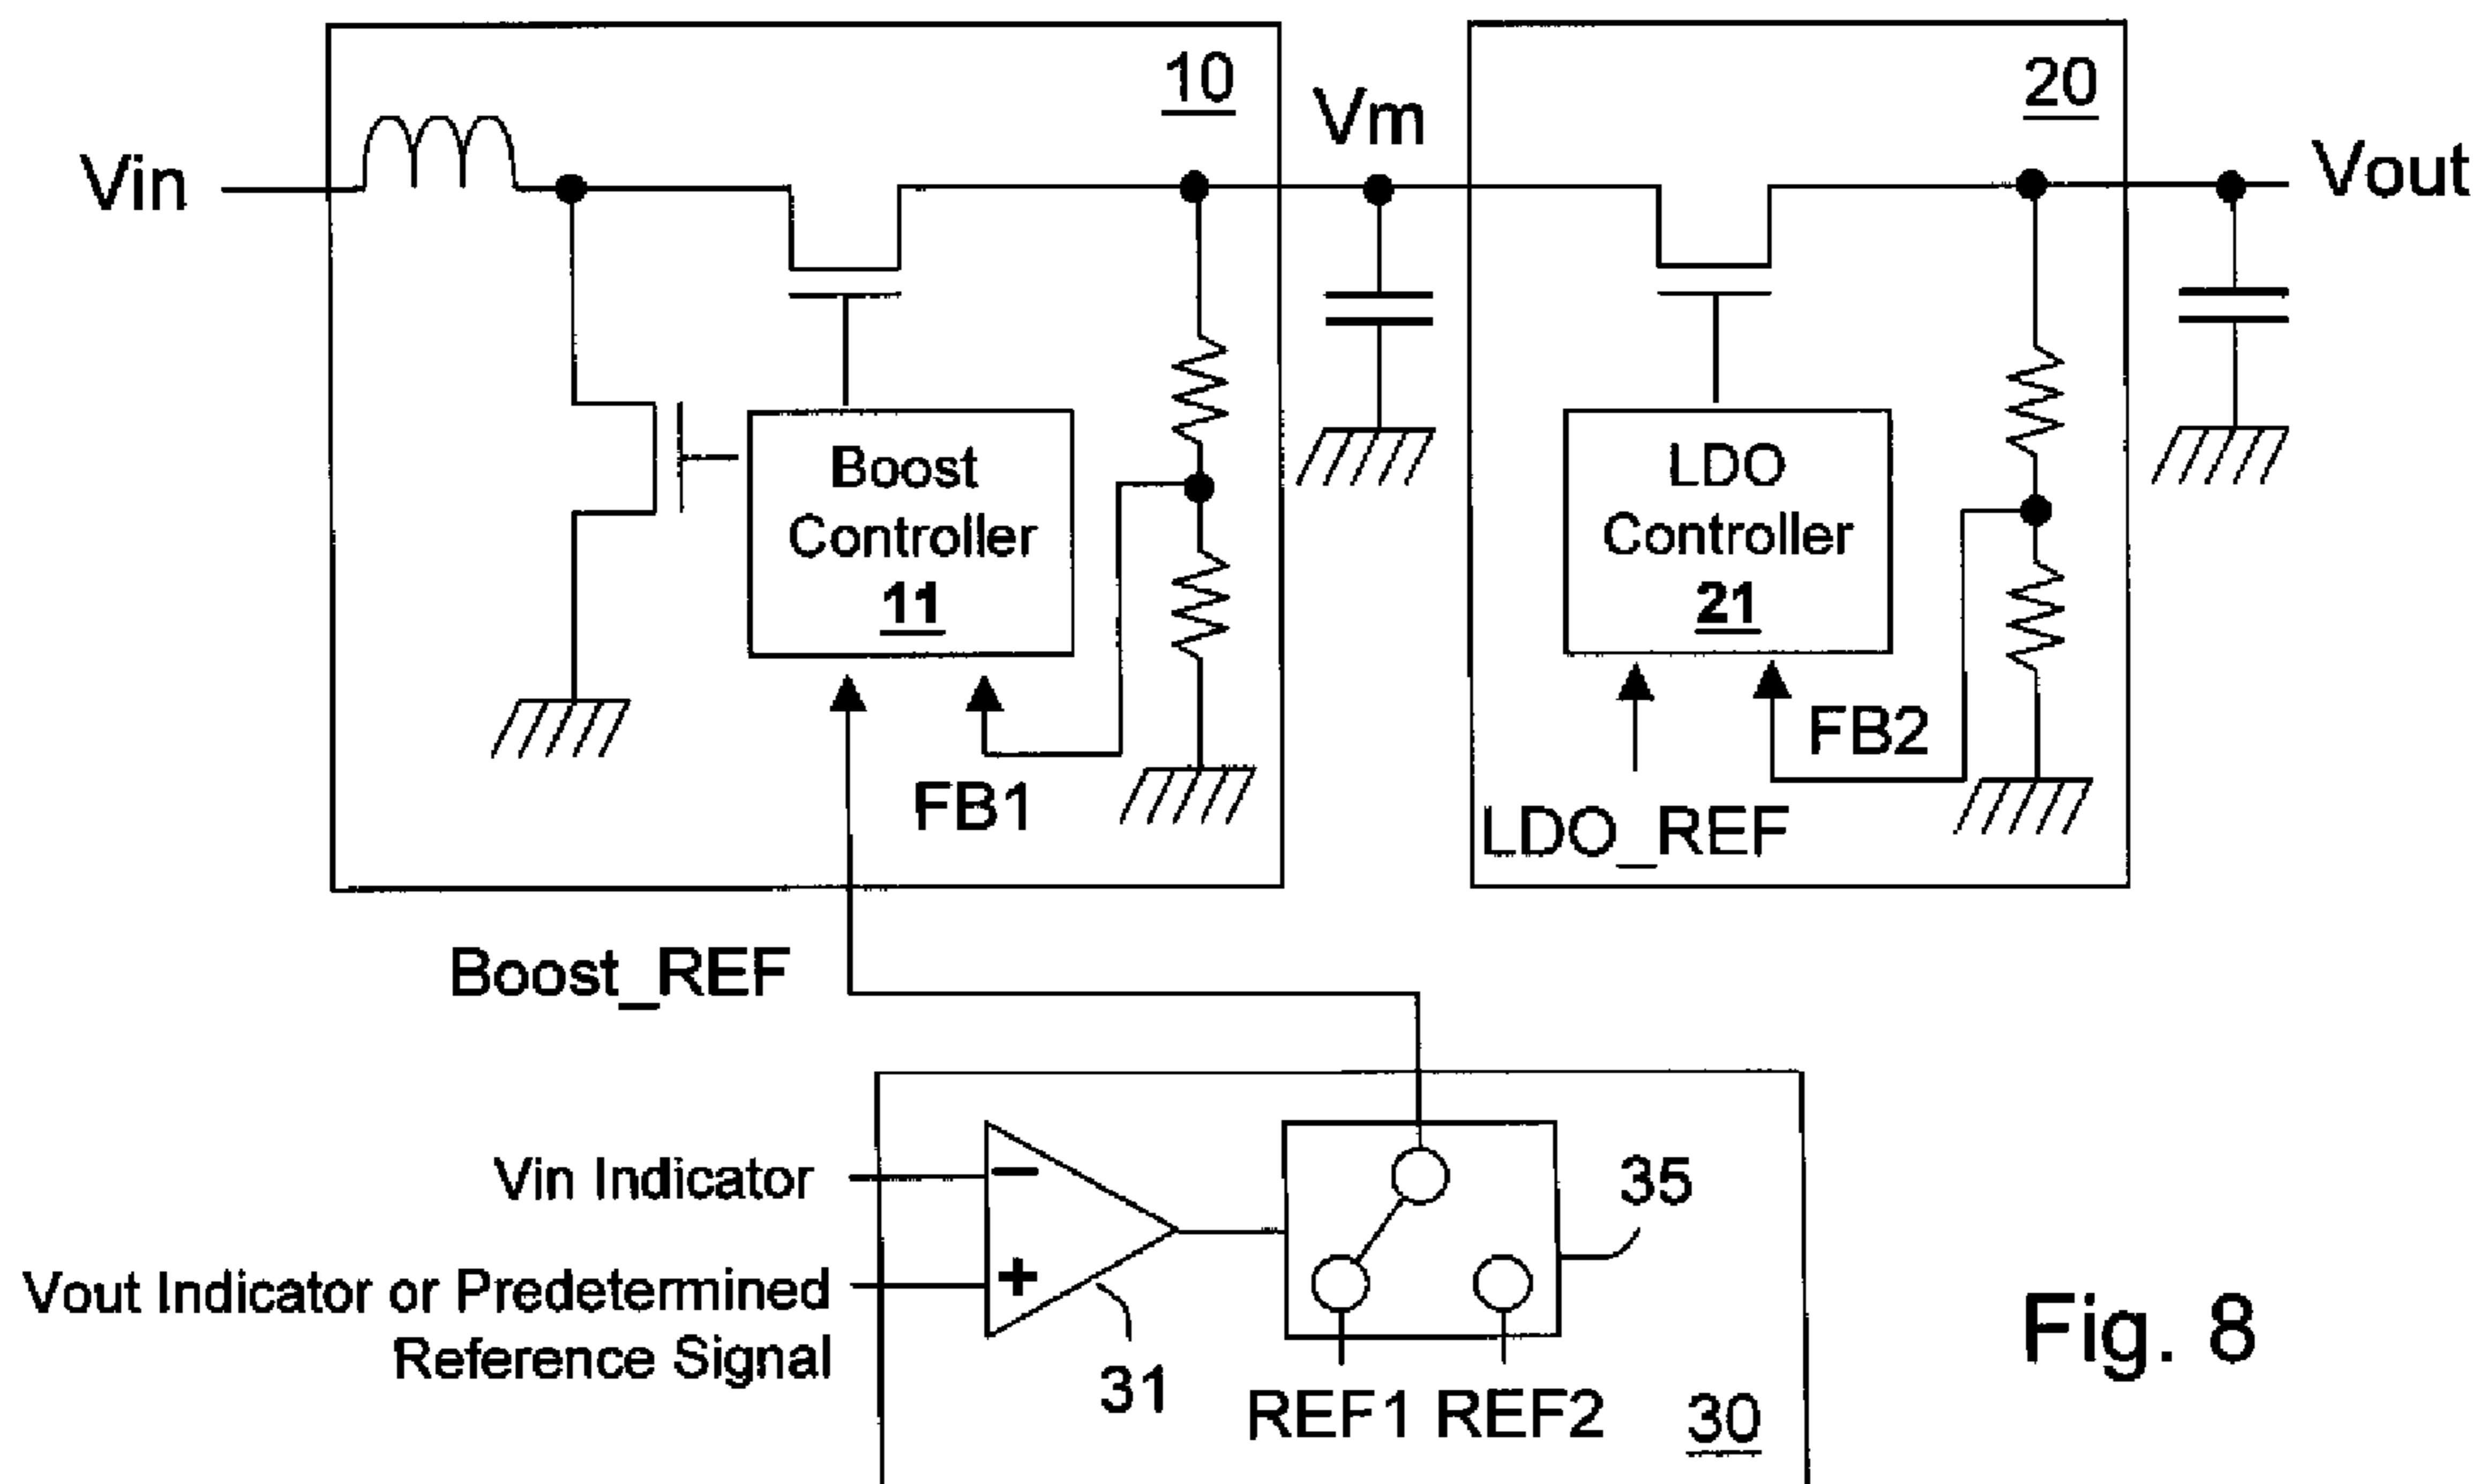 10
20
Vm
Vin
Vout
Boost
Controller
11
LDO
Controller
21
FB1
FB2
LDO_REF
Boost_REF
Vin Indicator
−
35
Vout Indicator or Predetermined
Reference Signal
+
31
REF1 REF2
30
Fig. 8